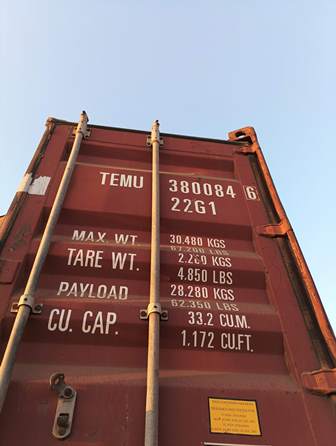 TEMU 380084 6
22G1
MAX. WT. 30.480 KGS
67.200 LBS
TARE WT. 2.200 KGS
4.850 LBS
PAYLOAD 28.280 KGS
62.350 LBS
CU. CAP. 33.2 CU.M.
1.172 CU.FT.